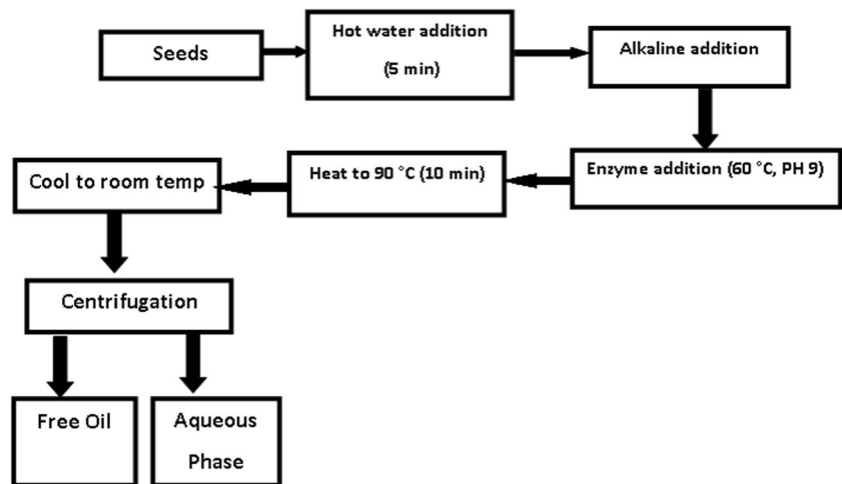 Seeds
Hot water addition
(5 min)
Alkaline addition
Enzyme addition (60 °C, PH 9)
Heat to 90 °C (10 min)
Cool to room temp
Centrifugation
Free Oil
Aqueous
Phase